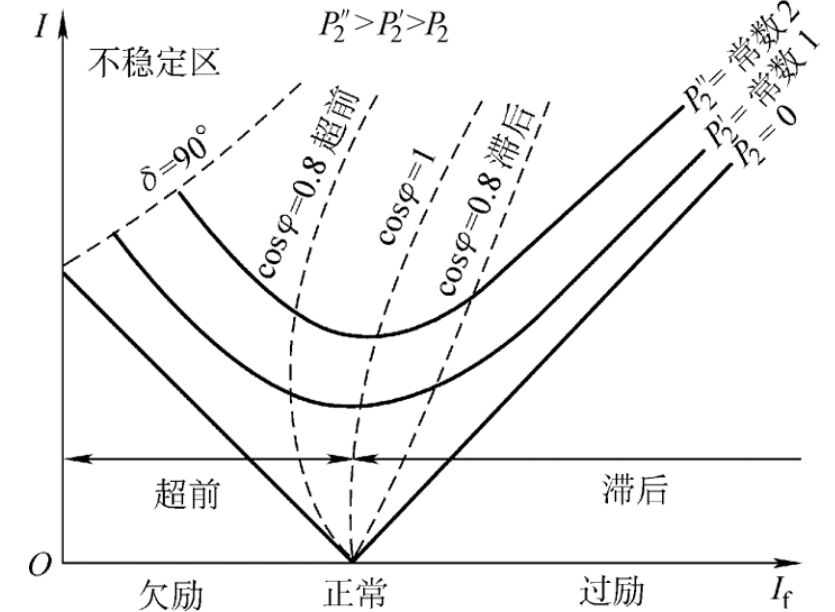 I
P₂″>P₂′>P₂
不稳定区
δ=90°
cosφ=0.8 超前
cosφ=1
cosφ=0.8 滞后
P₂″=常数2
P₂′=常数1
P₂=0
超前
滞后
O
欠励
正常
过励
I_f